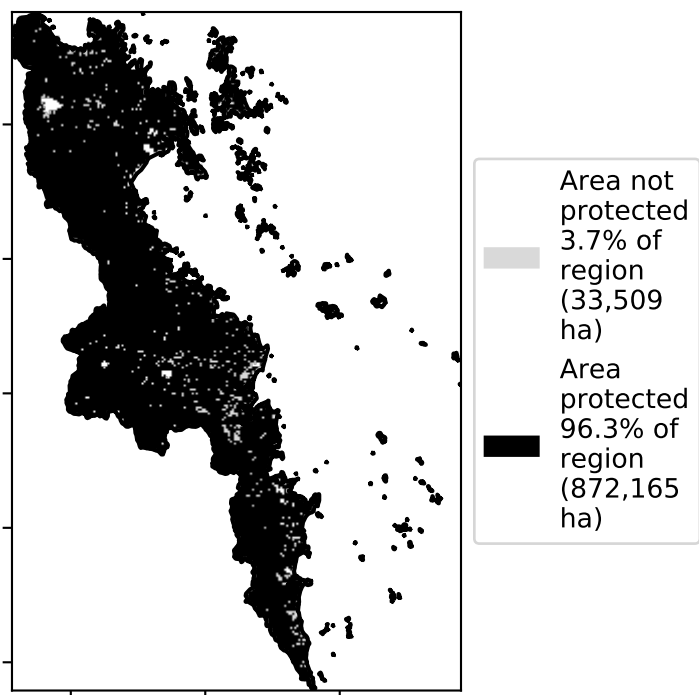 Area not
protected
3.7% of
region
(33,509
ha)
Area
protected
96.3% of
region
(872,165
ha)